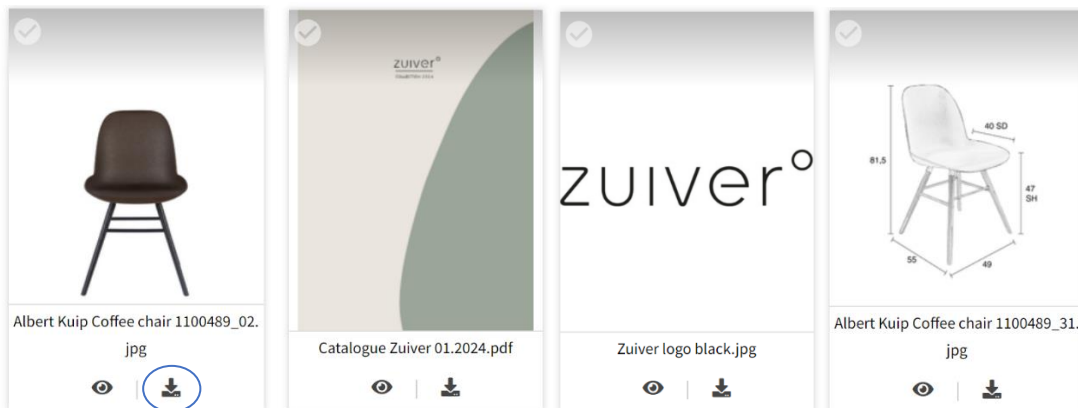 zuiver°
zuiver°
40 SD
81,5
47
SH
55
49
Albert Kuip Coffee chair 1100489_02.
jpg
Catalogue Zuiver 01.2024.pdf
Zuiver logo black.jpg
Albert Kuip Coffee chair 1100489_31.
jpg